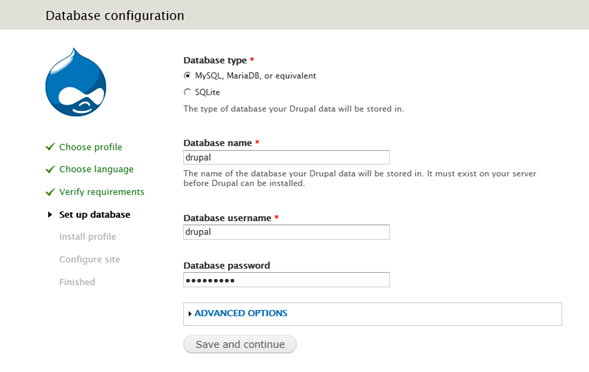 Database configuration
Choose profile
Choose language
Verify requirements
Set up database
Install profile
Configure site
Finished
Database type *
MySQL, MariaDB, or equivalent
SQLite
The type of database your Drupal data will be stored in.
Database name *
drupal
The name of the database your Drupal data will be stored in. It must exist on your server
before Drupal can be installed.
Database username *
drupal
Database password
●●●●●●●●●
ADVANCED OPTIONS
Save and continue